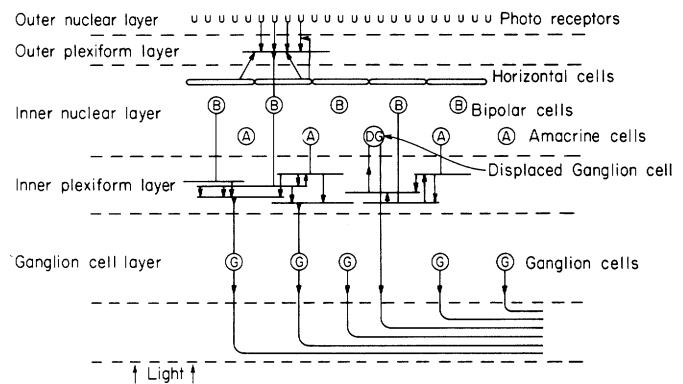 Outer nuclear layer
Photo receptors
Outer plexiform layer
Horizontal cells
Inner nuclear layer
B B B B B Bipolar cells
A A DG A A Amacrine cells
Displaced Ganglion cell
Inner plexiform layer
Ganglion cell layer
G G G G G Ganglion cells
Light